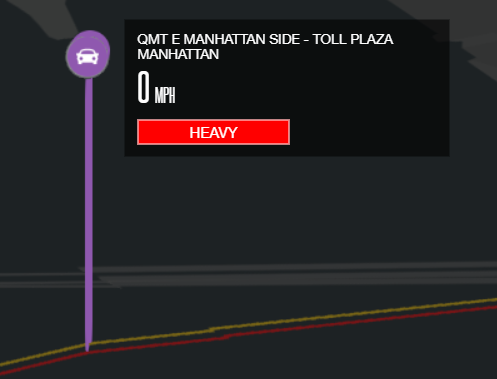 QMT E MANHATTAN SIDE - TOLL PLAZA
MANHATTAN
0 MPH
HEAVY